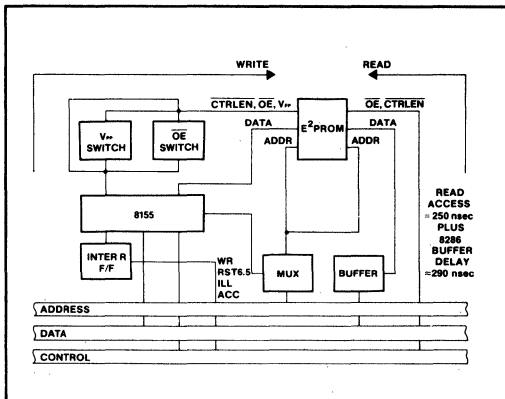 WRITE
READ
CTRLEN, OE, VPP
OE, CTRLEN
DATA
DATA
E²PROM
ADDR
ADDR
VPP
SWITCH
OE
SWITCH
8155
READ
ACCESS
≈ 250 nsec
PLUS
8286
BUFFER
DELAY
≈290 nsec
INTER R
F/F
WR
RST6.5
ILL
ACC
MUX
BUFFER
ADDRESS
DATA
CONTROL